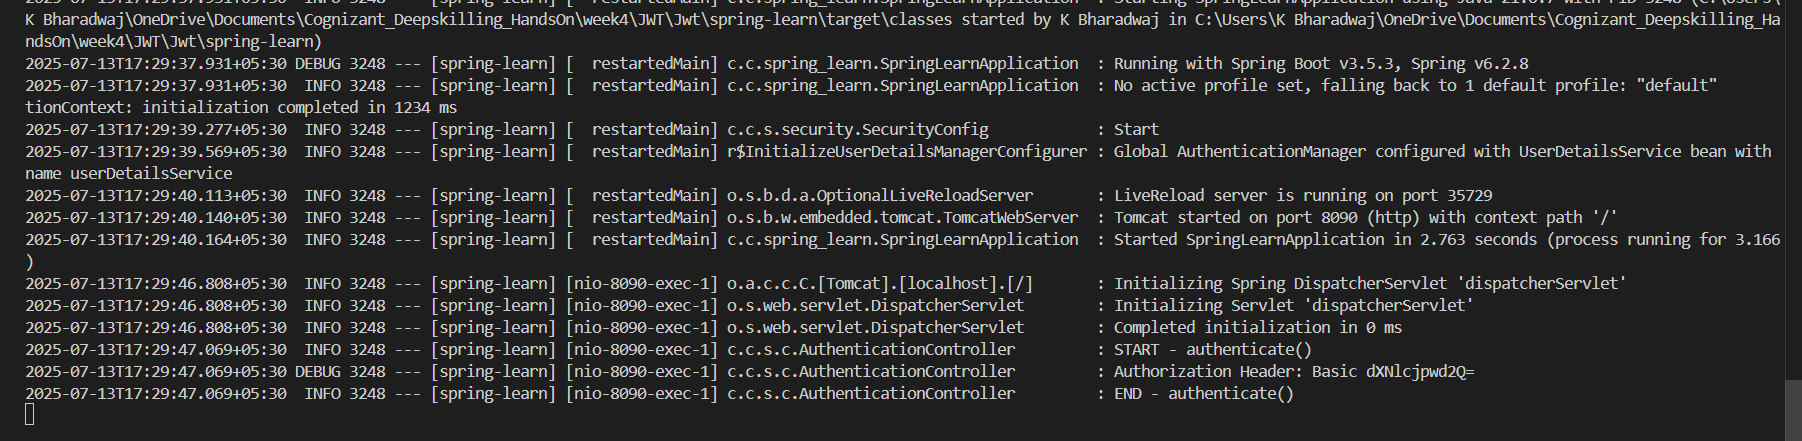 K Bharadwaj\OneDrive\Documents\Cognizant_Deepskilling_HandsOn\week4\JWT\Jwt\spring-learn\target\classes started by K Bharadwaj in C:\Users\K Bharadwaj\OneDrive\Documents\Cognizant_Deepskilling_Ha
ndsOn\week4\JWT\Jwt\spring-learn)
2025-07-13T17:29:37.931+05:30 DEBUG 3248 --- [spring-learn] [  restartedMain] c.c.spring_learn.SpringLearnApplication  : Running with Spring Boot v3.5.3, Spring v6.2.8
2025-07-13T17:29:37.931+05:30  INFO 3248 --- [spring-learn] [  restartedMain] c.c.spring_learn.SpringLearnApplication  : No active profile set, falling back to 1 default profile: "default"
tionContext: initialization completed in 1234 ms
2025-07-13T17:29:39.277+05:30  INFO 3248 --- [spring-learn] [  restartedMain] c.c.s.security.SecurityConfig            : Start
2025-07-13T17:29:39.569+05:30  INFO 3248 --- [spring-learn] [  restartedMain] r$InitializeUserDetailsManagerConfigurer : Global AuthenticationManager configured with UserDetailsService bean with
name userDetailsService
2025-07-13T17:29:40.113+05:30  INFO 3248 --- [spring-learn] [  restartedMain] o.s.b.d.a.OptionalLiveReloadServer       : LiveReload server is running on port 35729
2025-07-13T17:29:40.140+05:30  INFO 3248 --- [spring-learn] [  restartedMain] o.s.b.w.embedded.tomcat.TomcatWebServer  : Tomcat started on port 8090 (http) with context path '/'
2025-07-13T17:29:40.164+05:30  INFO 3248 --- [spring-learn] [  restartedMain] c.c.spring_learn.SpringLearnApplication  : Started SpringLearnApplication in 2.763 seconds (process running for 3.166
)
2025-07-13T17:29:46.808+05:30  INFO 3248 --- [spring-learn] [nio-8090-exec-1] o.a.c.c.C.[Tomcat].[localhost].[/]       : Initializing Spring DispatcherServlet 'dispatcherServlet'
2025-07-13T17:29:46.808+05:30  INFO 3248 --- [spring-learn] [nio-8090-exec-1] o.s.web.servlet.DispatcherServlet        : Initializing Servlet 'dispatcherServlet'
2025-07-13T17:29:46.808+05:30  INFO 3248 --- [spring-learn] [nio-8090-exec-1] o.s.web.servlet.DispatcherServlet        : Completed initialization in 0 ms
2025-07-13T17:29:47.069+05:30  INFO 3248 --- [spring-learn] [nio-8090-exec-1] c.c.s.c.AuthenticationController         : START - authenticate()
2025-07-13T17:29:47.069+05:30 DEBUG 3248 --- [spring-learn] [nio-8090-exec-1] c.c.s.c.AuthenticationController         : Authorization Header: Basic dXNlcjpwd2Q=
2025-07-13T17:29:47.069+05:30  INFO 3248 --- [spring-learn] [nio-8090-exec-1] c.c.s.c.AuthenticationController         : END - authenticate()